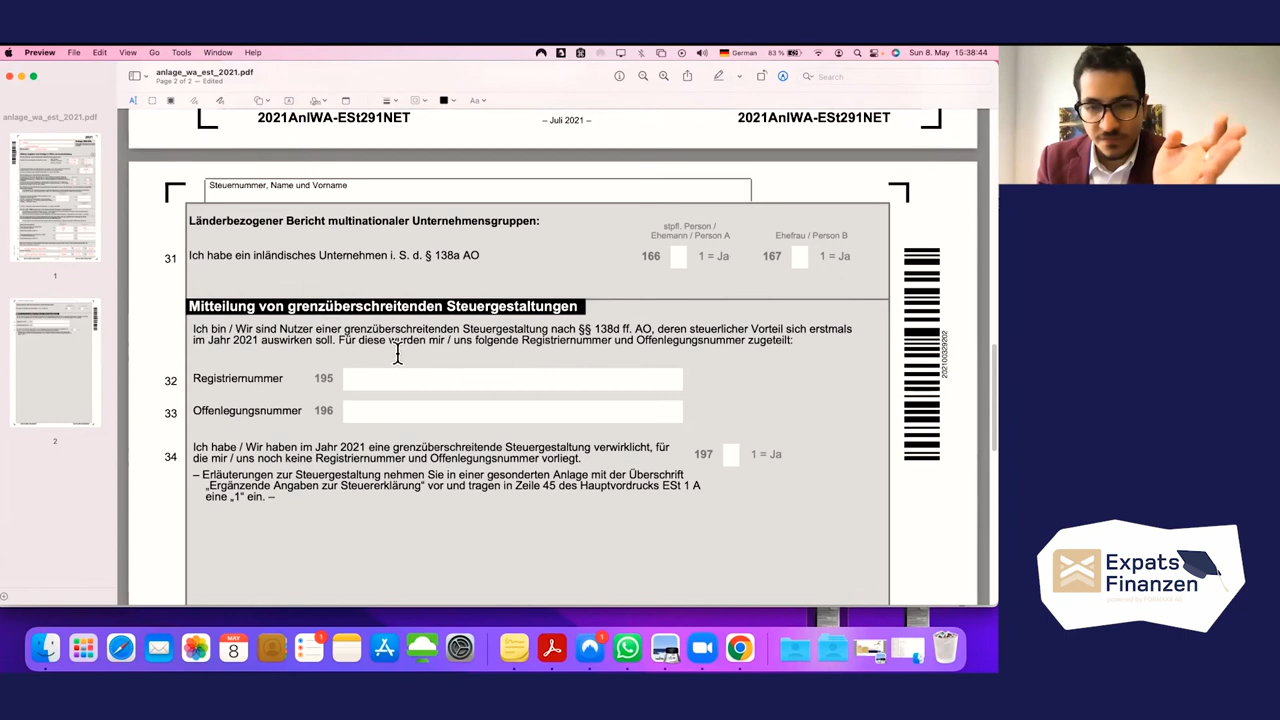 Preview File Edit View Go Tools Window Help German 83 % Sun 8. May 15:38:44
anlage_wa_est_2021.pdf
Page 2 of 2 – Edited
Search
Aa
anlage_wa_est_2021.pdf
1
2
2021AnlWA-ESt291NET – Juli 2021 – 2021AnlWA-ESt291NET
Steuernummer, Name und Vorname
Länderbezogener Bericht multinationaler Unternehmensgruppen:
stpfl. Person /
Ehemann / Person A Ehefrau / Person B
31 Ich habe ein inländisches Unternehmen i. S. d. § 138a AO 166 1 = Ja 167 1 = Ja
Mitteilung von grenzüberschreitenden Steuergestaltungen
Ich bin / Wir sind Nutzer einer grenzüberschreitenden Steuergestaltung nach §§ 138d ff. AO, deren steuerlicher Vorteil sich erstmals
im Jahr 2021 auswirken soll. Für diese wurden mir / uns folgende Registriernummer und Offenlegungsnummer zugeteilt:
32 Registriernummer 195
33 Offenlegungsnummer 196
Ich habe / Wir haben im Jahr 2021 eine grenzüberschreitende Steuergestaltung verwirklicht, für
34 die mir / uns noch keine Registriernummer und Offenlegungsnummer vorliegt. 197 1 = Ja
– Erläuterungen zur Steuergestaltung nehmen Sie in einer gesonderten Anlage mit der Überschrift
„Ergänzende Angaben zur Steuererklärung“ vor und tragen in Zeile 45 des Hauptvordrucks ESt 1 A
eine „1“ ein. –
202100329202
Expats
Finanzen
MAY
8
1
1